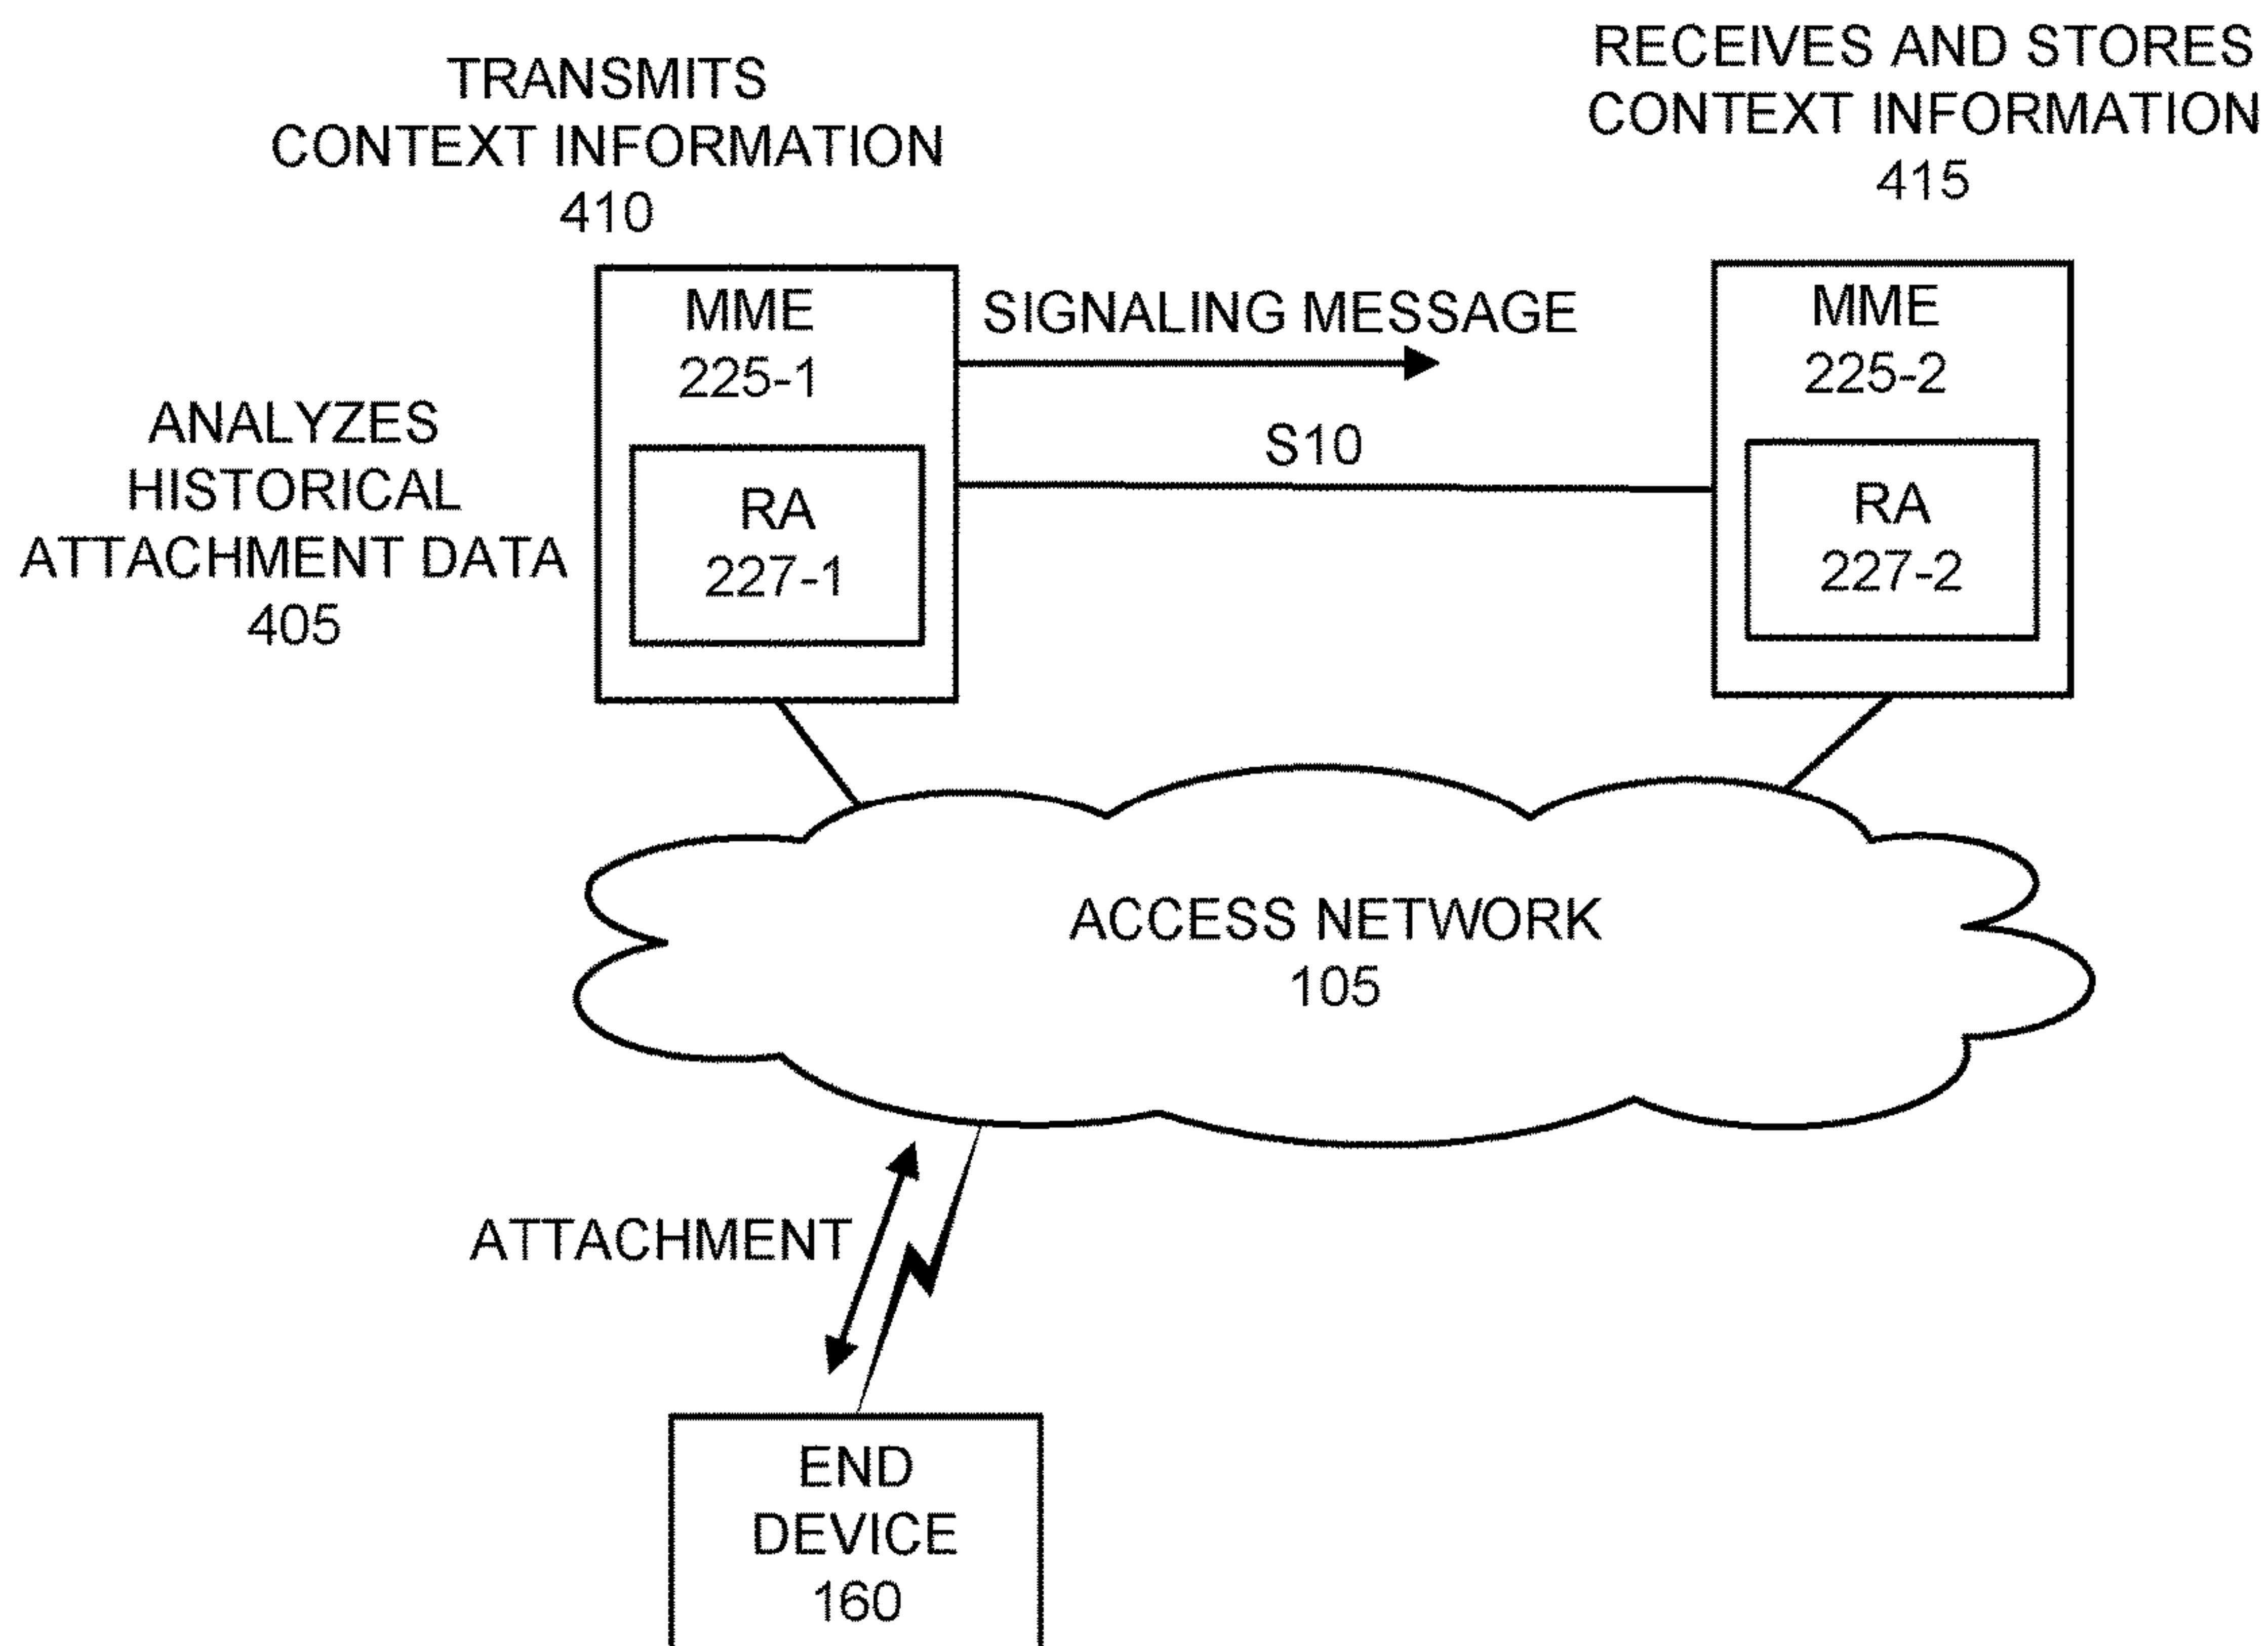 TRANSMITS
CONTEXT INFORMATION
410
RECEIVES AND STORES
CONTEXT INFORMATION
415
ANALYZES
HISTORICAL
ATTACHMENT DATA
405
MME
225-1
RA
227-1
SIGNALING MESSAGE
S10
MME
225-2
RA
227-2
ACCESS NETWORK
105
ATTACHMENT
END
DEVICE
160